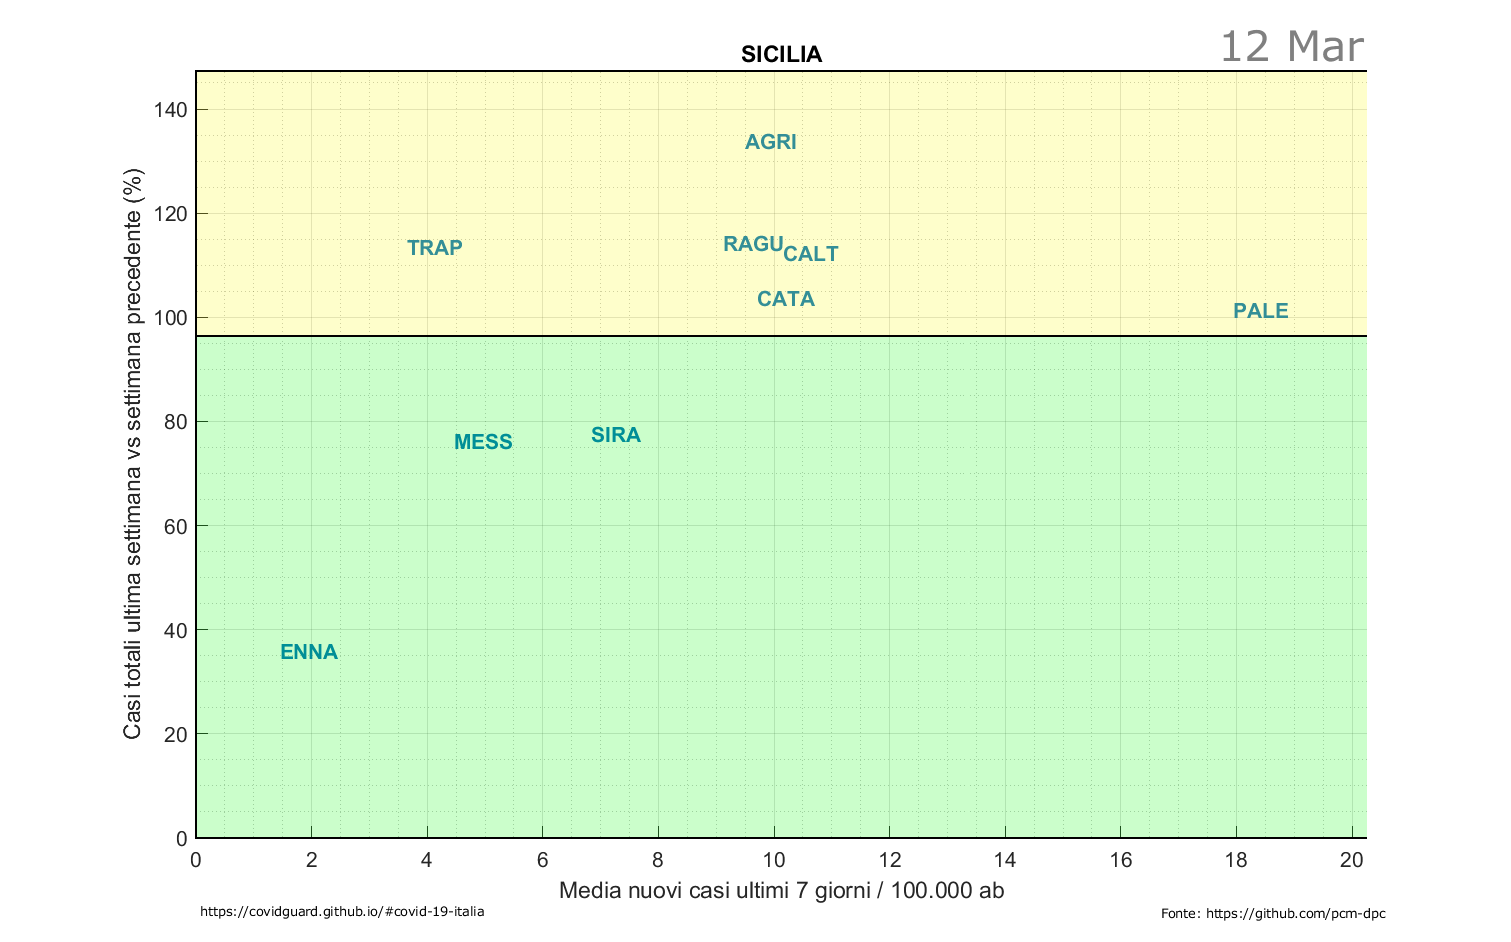 SICILIA
12 Mar
140
120
100
80
60
40
20
0
Casi totali ultima settimana vs settimana precedente (%)
AGRI
TRAP
RAGU
CALT
CATA
PALE
MESS
SIRA
ENNA
0 2 4 6 8 10 12 14 16 18 20
Media nuovi casi ultimi 7 giorni / 100.000 ab
https://covidguard.github.io/#covid-19-italia
Fonte: https://github.com/pcm-dpc